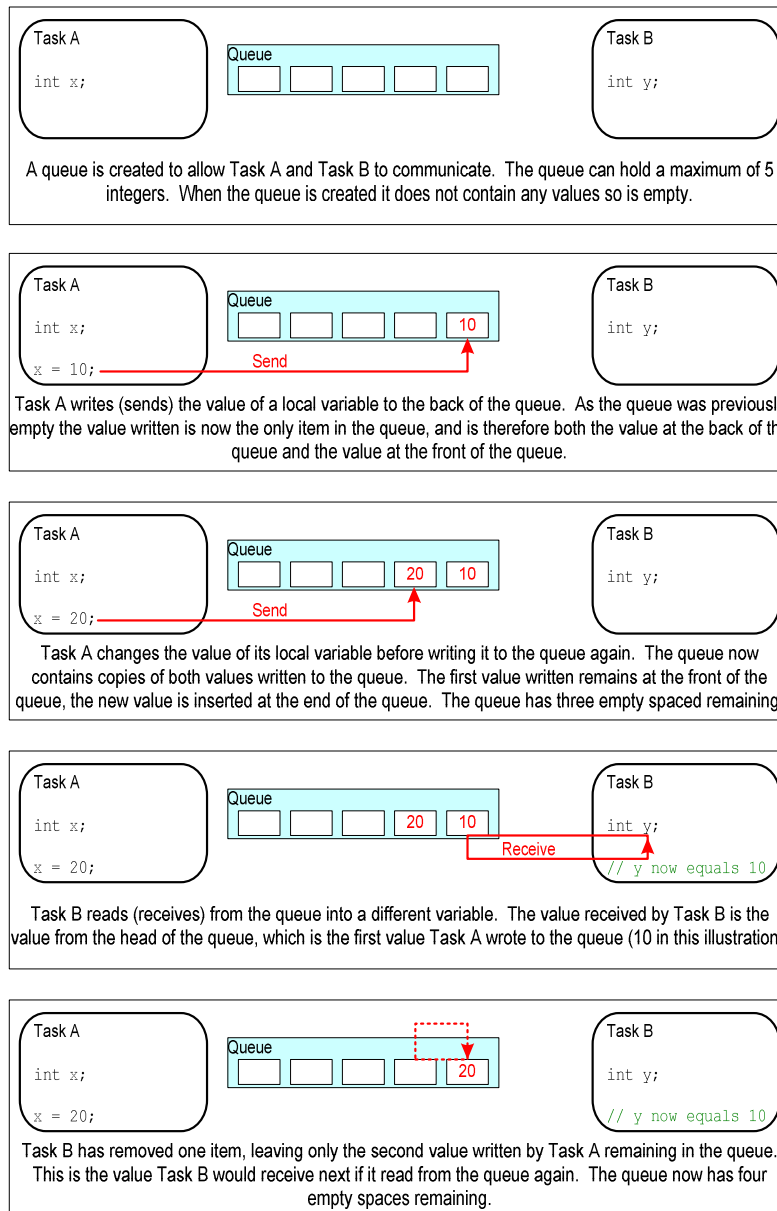 Task A
int x;
Queue
Task B
int y;
A queue is created to allow Task A and Task B to communicate. The queue can hold a maximum of 5
integers. When the queue is created it does not contain any values so is empty.
Task A
int x;
x = 10;
Queue
10
Send
Task B
int y;
Task A writes (sends) the value of a local variable to the back of the queue. As the queue was previousl
empty the value written is now the only item in the queue, and is therefore both the value at the back of th
queue and the value at the front of the queue.
Task A
int x;
x = 20;
Queue
20 10
Send
Task B
int y;
Task A changes the value of its local variable before writing it to the queue again. The queue now
contains copies of both values written to the queue. The first value written remains at the front of the
queue, the new value is inserted at the end of the queue. The queue has three empty spaced remaining
Task A
int x;
x = 20;
Queue
20 10
Receive
Task B
int y;
// y now equals 10
Task B reads (receives) from the queue into a different variable. The value received by Task B is the
value from the head of the queue, which is the first value Task A wrote to the queue (10 in this illustration
Task A
int x;
x = 20;
Queue
20
Task B
int y;
// y now equals 10
Task B has removed one item, leaving only the second value written by Task A remaining in the queue.
This is the value Task B would receive next if it read from the queue again. The queue now has four
empty spaces remaining.